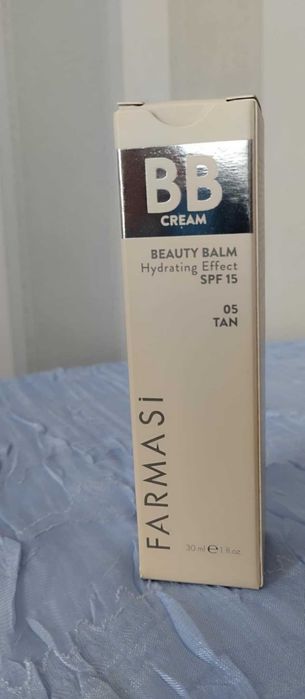 BB
CREAM
BEAUTY BALM
Hydrating Effect
SPF 15
05
TAN
FARMASi
30 ml ℮ 1 fl.oz.